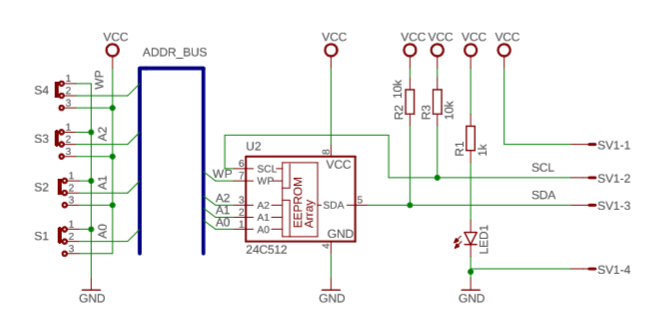 VCC
ADDR_BUS
VCC
VCC
VCC
VCC
VCC
S4
1
2
3
WP
S3
1
2
3
A2
S2
1
2
3
A1
S1
1
2
3
A0
GND
U2
WP
A2
A1
A0
6
7
3
2
1
SCL
WP
A2
A1
A0
EEPROM
Array
8
VCC
SDA
5
GND
4
24C512
GND
R2
10k
R3
10k
R1
1k
LED1
GND
SCL
SDA
SV1-1
SV1-2
SV1-3
SV1-4